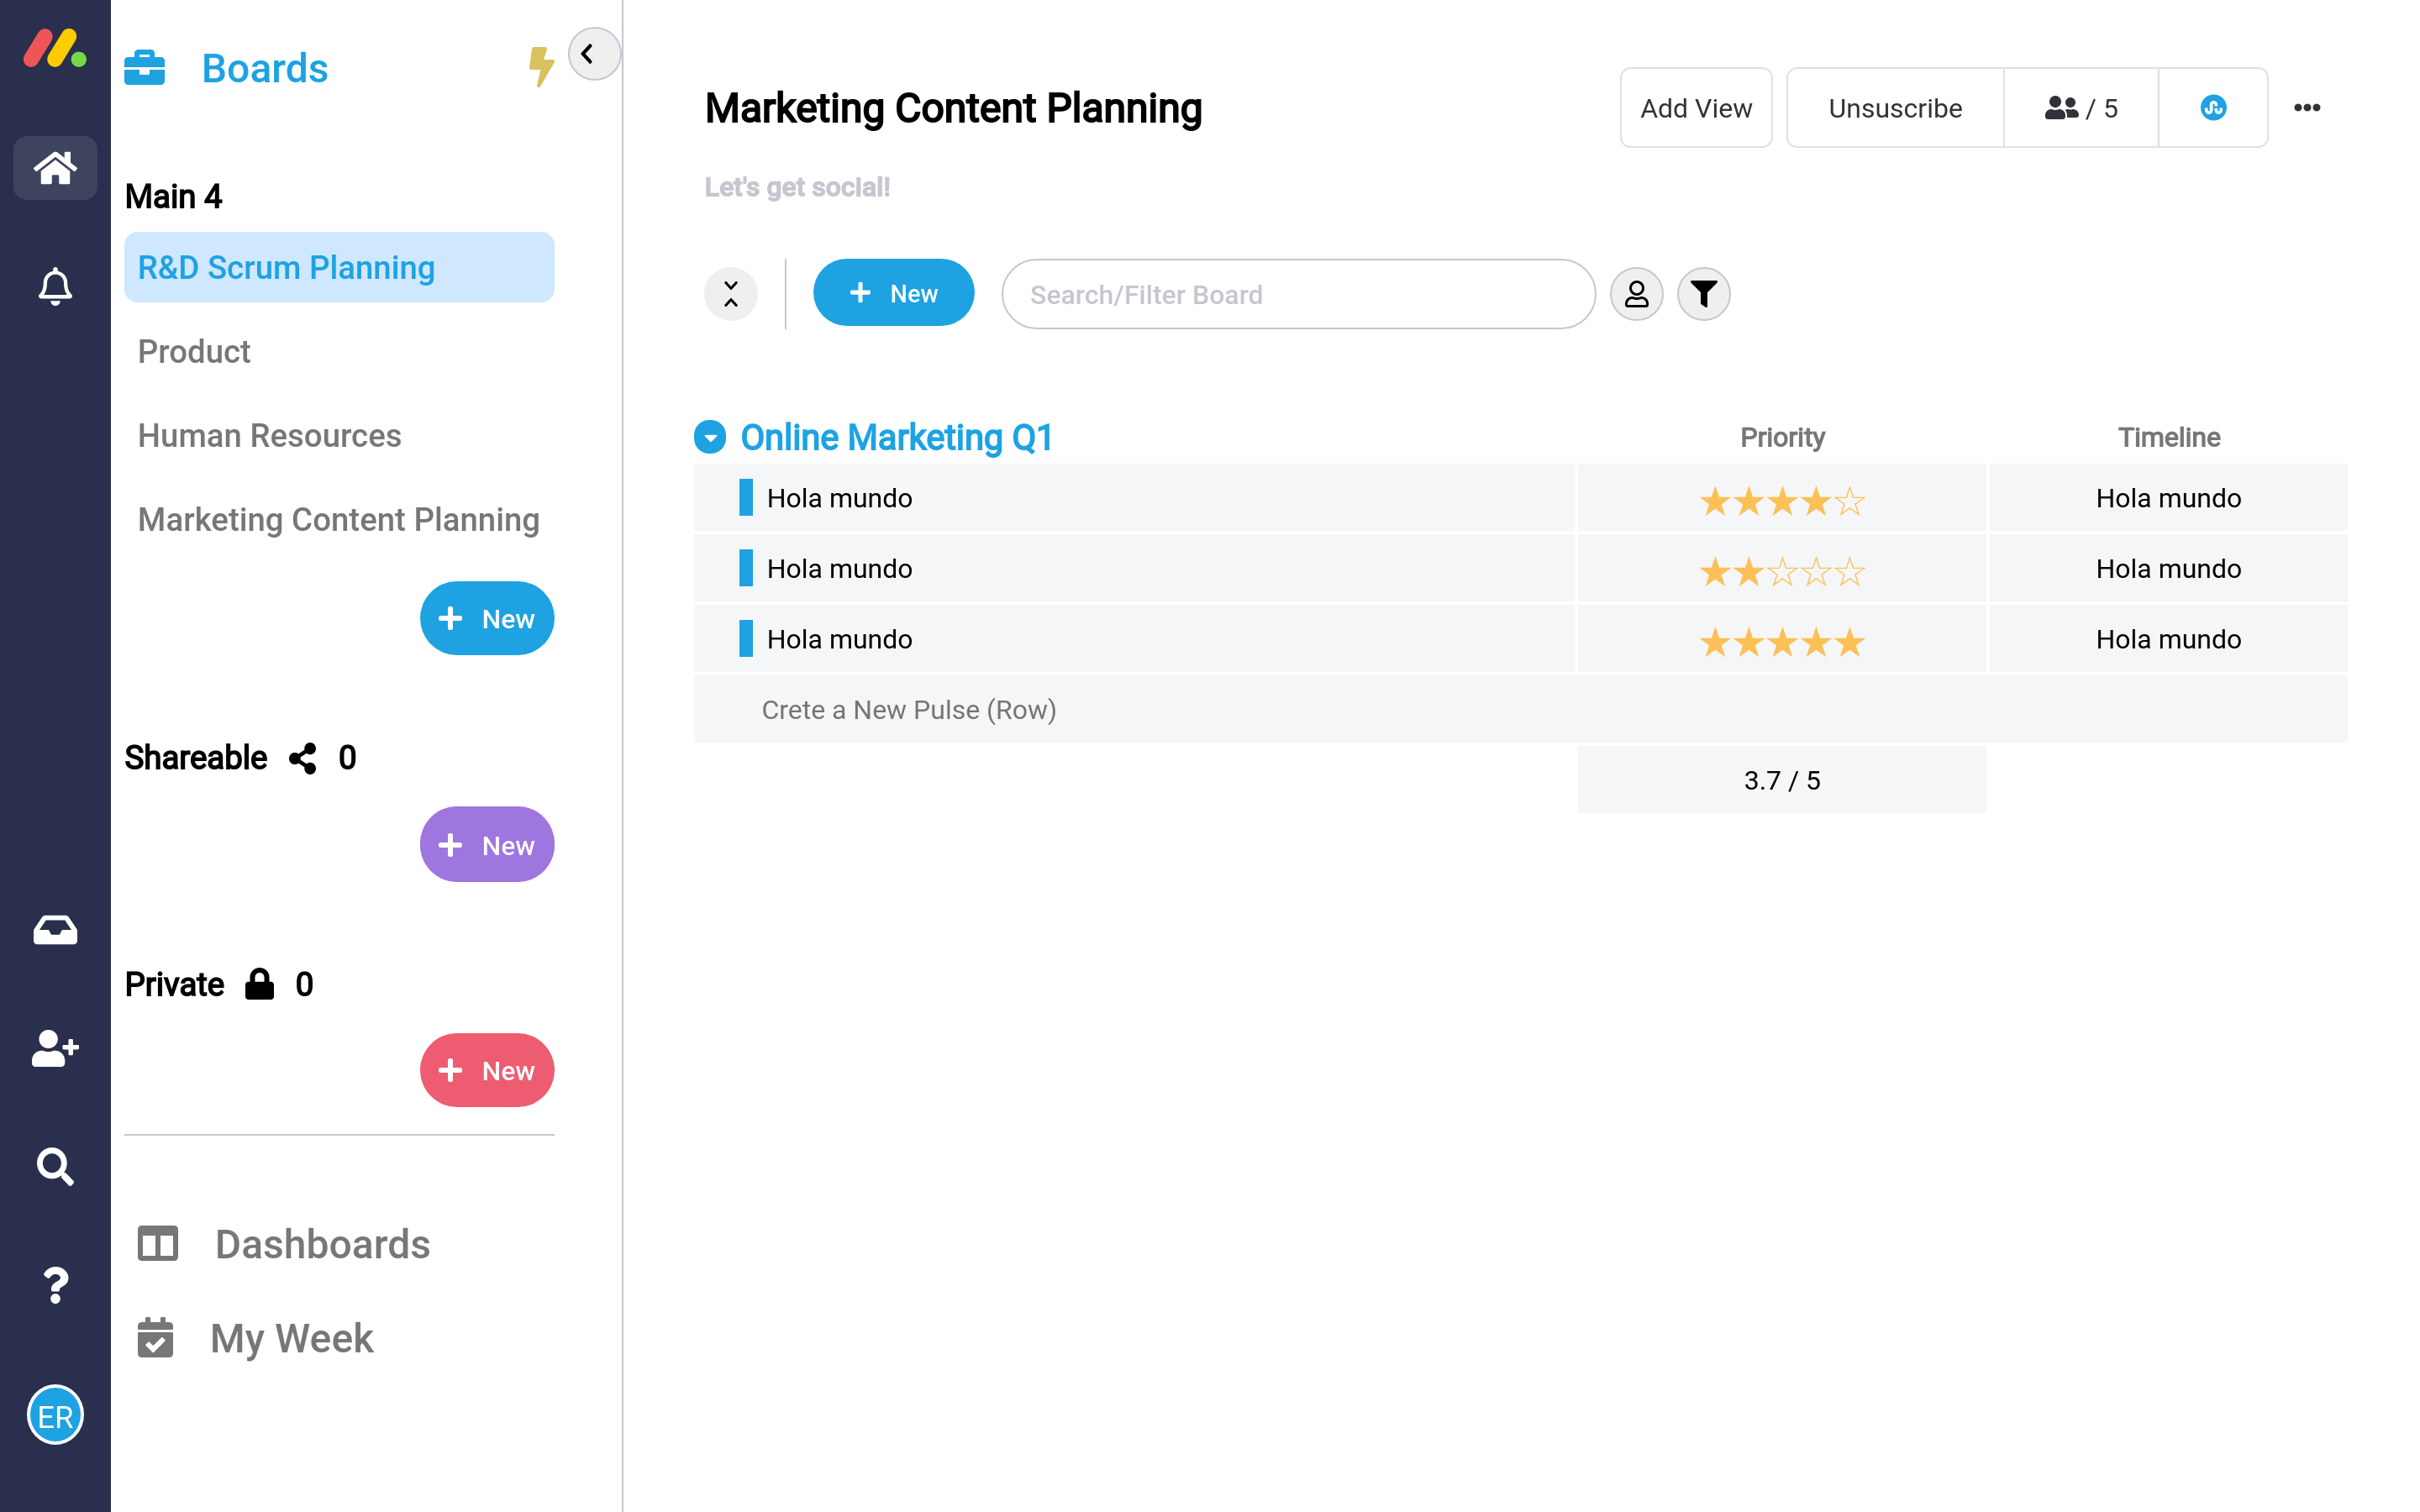 Boards
Main 4
R&D Scrum Planning
Product
Human Resources
Marketing Content Planning
New
Shareable 0
New
Private 0
New
Dashboards
My Week
ER
Marketing Content Planning
Add View
Unsuscribe
/ 5
Let's get social!
New
Search/Filter Board
Online Marketing Q1 Priority Timeline
Hola mundo ★★★★☆ Hola mundo
Hola mundo ★★☆☆☆ Hola mundo
Hola mundo ★★★★★ Hola mundo
Crete a New Pulse (Row)
3.7 / 5